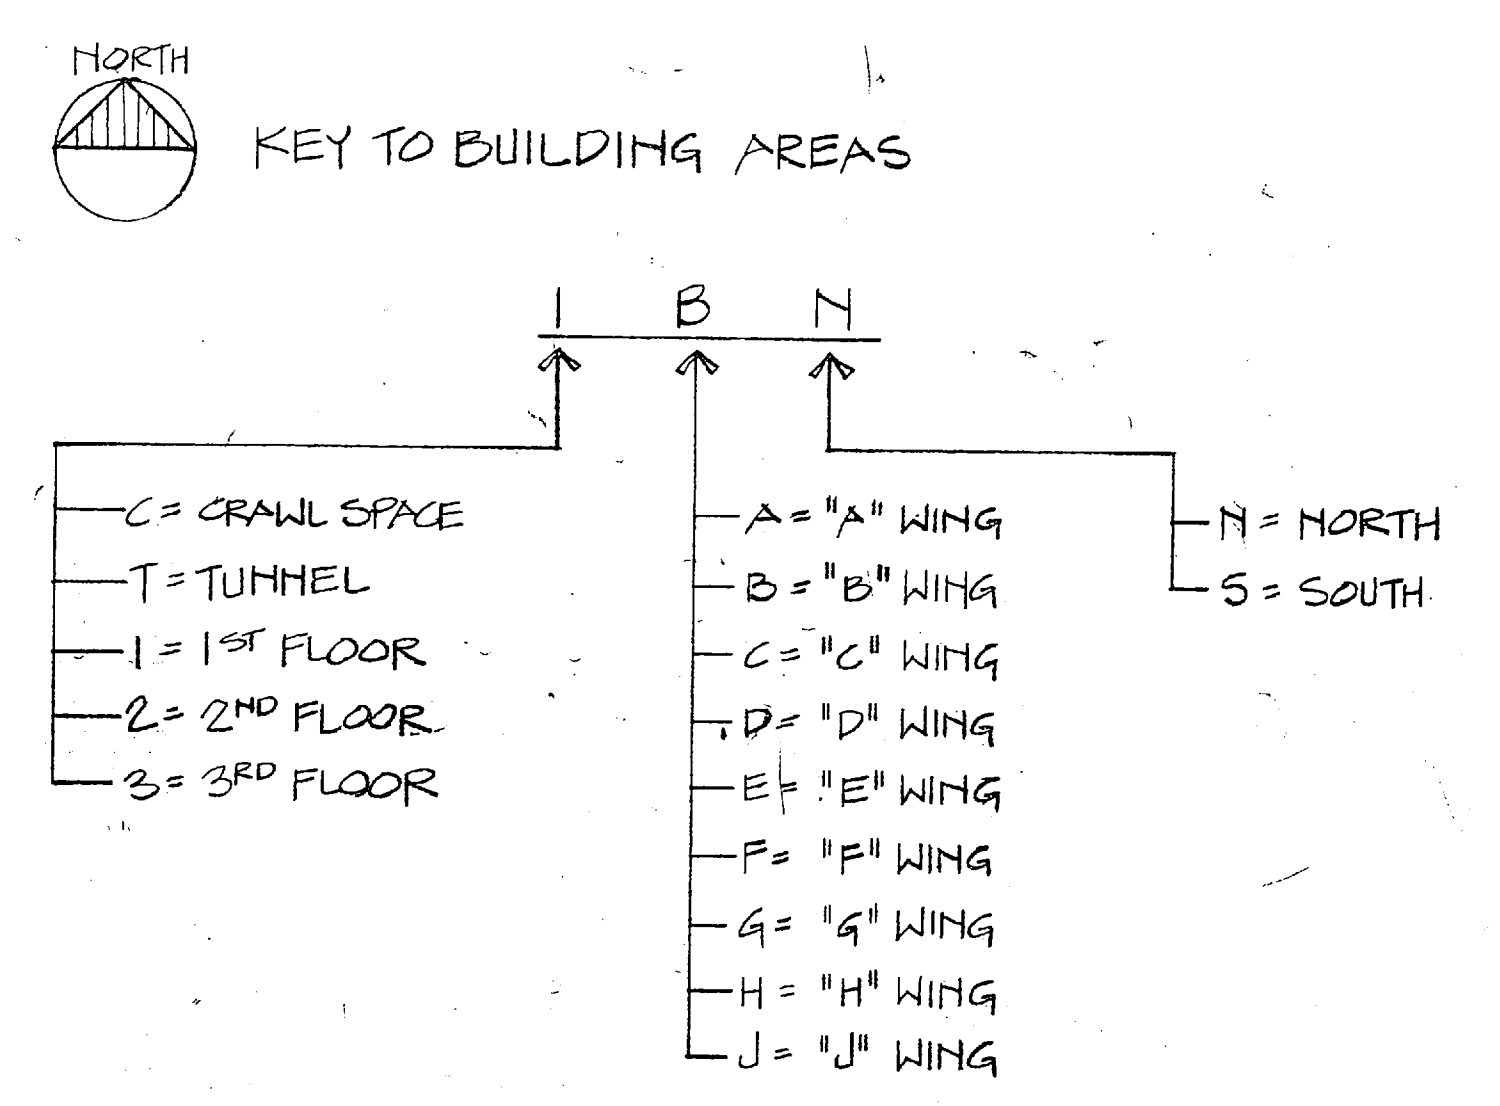 NORTH
KEY TO BUILDING AREAS
1 B N
C = CRAWL SPACE
T = TUNNEL
1 = 1ST FLOOR
2 = 2ND FLOOR
3 = 3RD FLOOR
A = "A" WING
B = "B" WING
C = "C" WING
D = "D" WING
E = "E" WING
F = "F" WING
G = "G" WING
H = "H" WING
J = "J" WING
N = NORTH
S = SOUTH